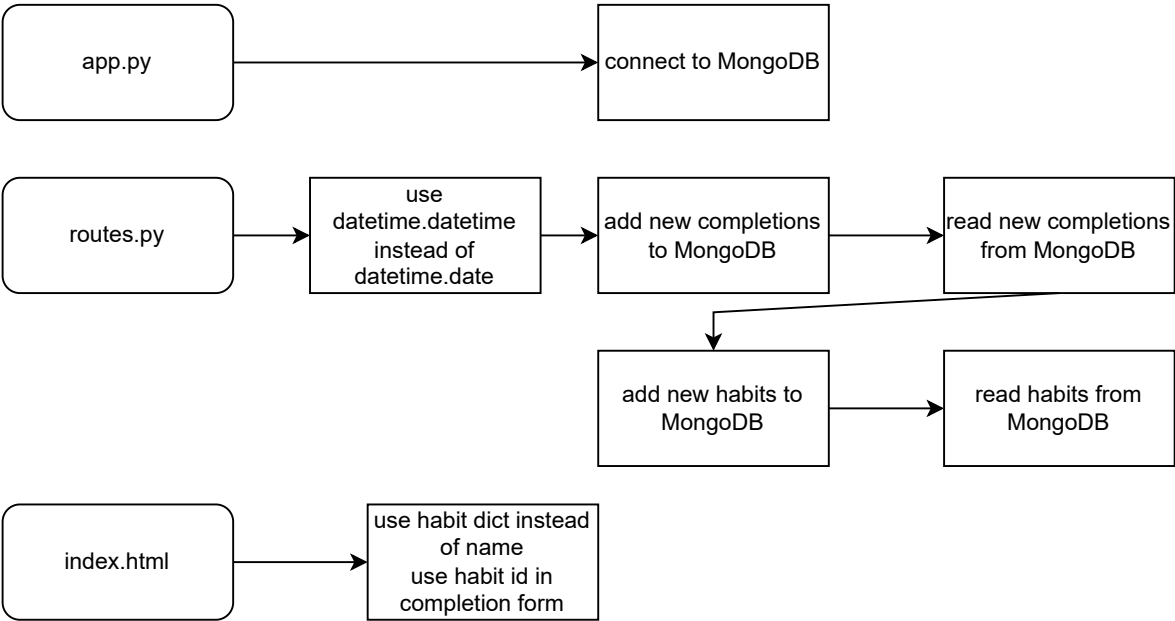 app.py
connect to MongoDB
routes.py
use
datetime.datetime
instead of
datetime.date
add new completions
to MongoDB
read new completions
from MongoDB
add new habits to
MongoDB
read habits from
MongoDB
index.html
use habit dict instead
of name
use habit id in
completion form